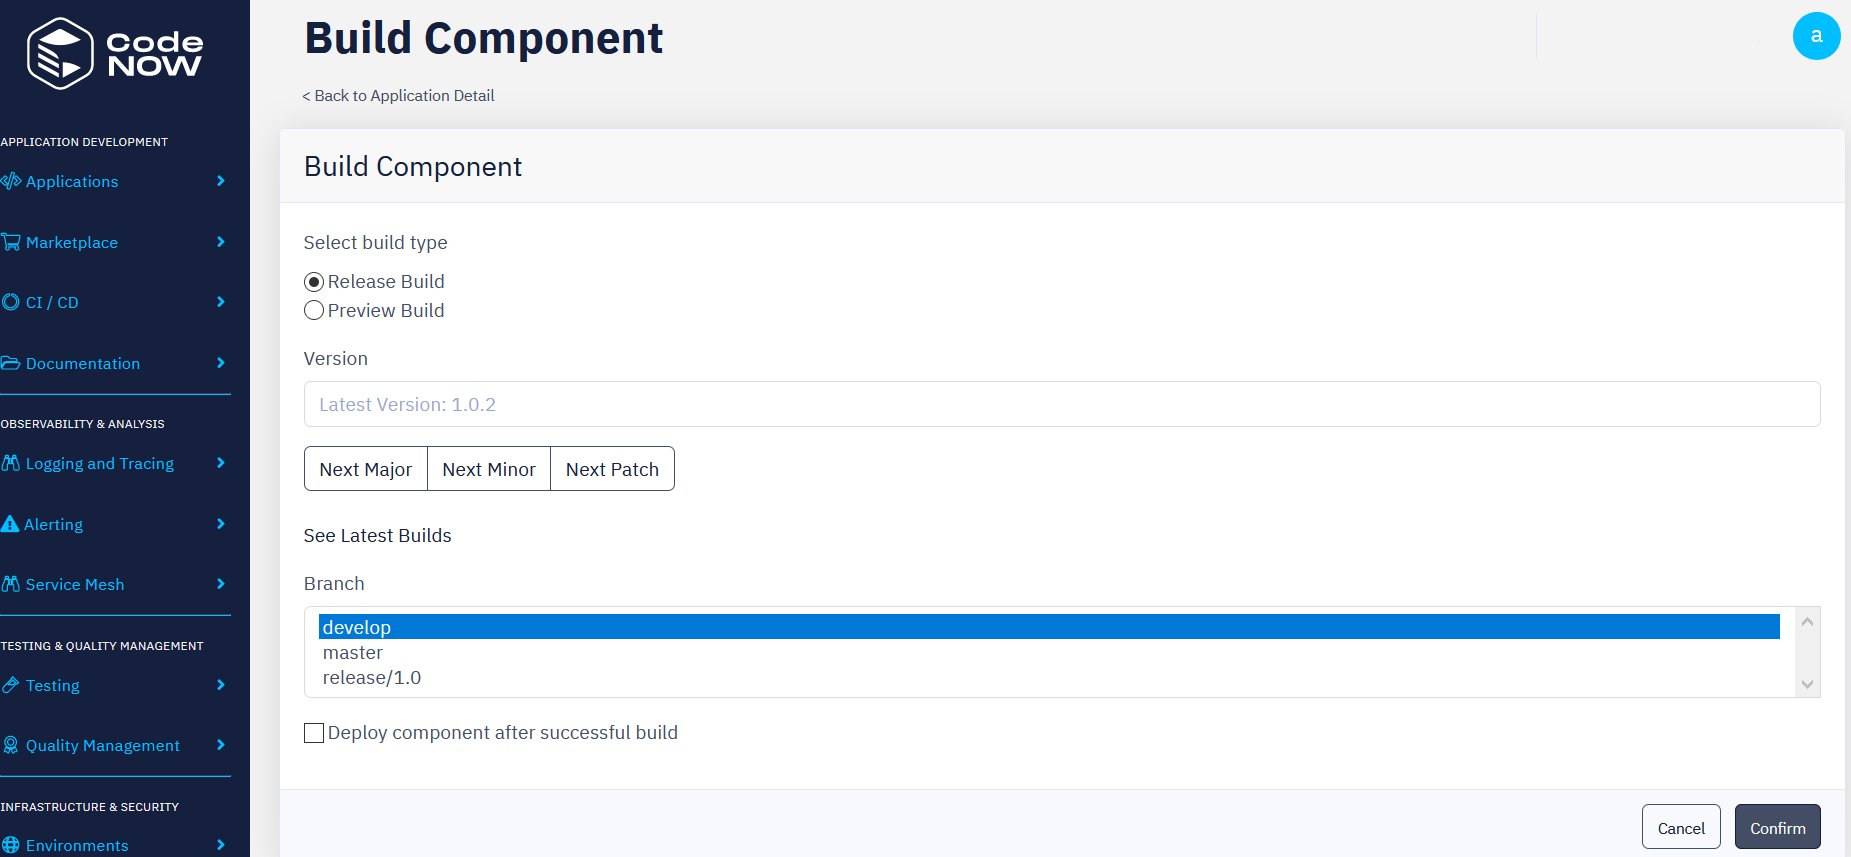 Code
NOW
APPLICATION DEVELOPMENT
Applications
Marketplace
CI / CD
Documentation
OBSERVABILITY & ANALYSIS
Logging and Tracing
Alerting
Service Mesh
TESTING & QUALITY MANAGEMENT
Testing
Quality Management
INFRASTRUCTURE & SECURITY
Environments
Build Component
a
< Back to Application Detail
Build Component
Select build type
Release Build
Preview Build
Version
Latest Version: 1.0.2
Next Major Next Minor Next Patch
See Latest Builds
Branch
develop
master
release/1.0
Deploy component after successful build
Cancel Confirm